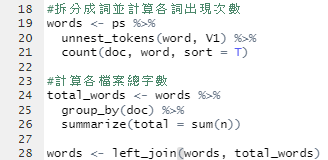 18 #拆分成詞並計算各詞出現次數
19 words <- ps %>%
20 unnest_tokens(word, V1) %>%
21 count(doc, word, sort = T)
22
23 #計算各檔案總字數
24 total_words <- words %>%
25 group_by(doc) %>%
26 summarize(total = sum(n))
27
28 words <- left_join(words, total_words)